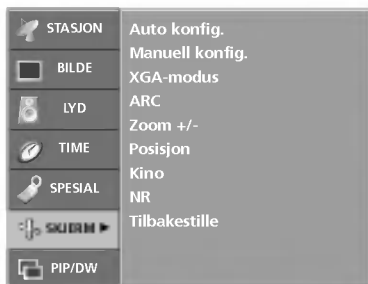 STASJON
BILDE
LYD
TIME
SPESIAL
SKJERM ►
PIP/DW
Auto konfig.
Manuell konfig.
XGA-modus
ARC
Zoom +/-
Posisjon
Kino
NR
Tilbakestille